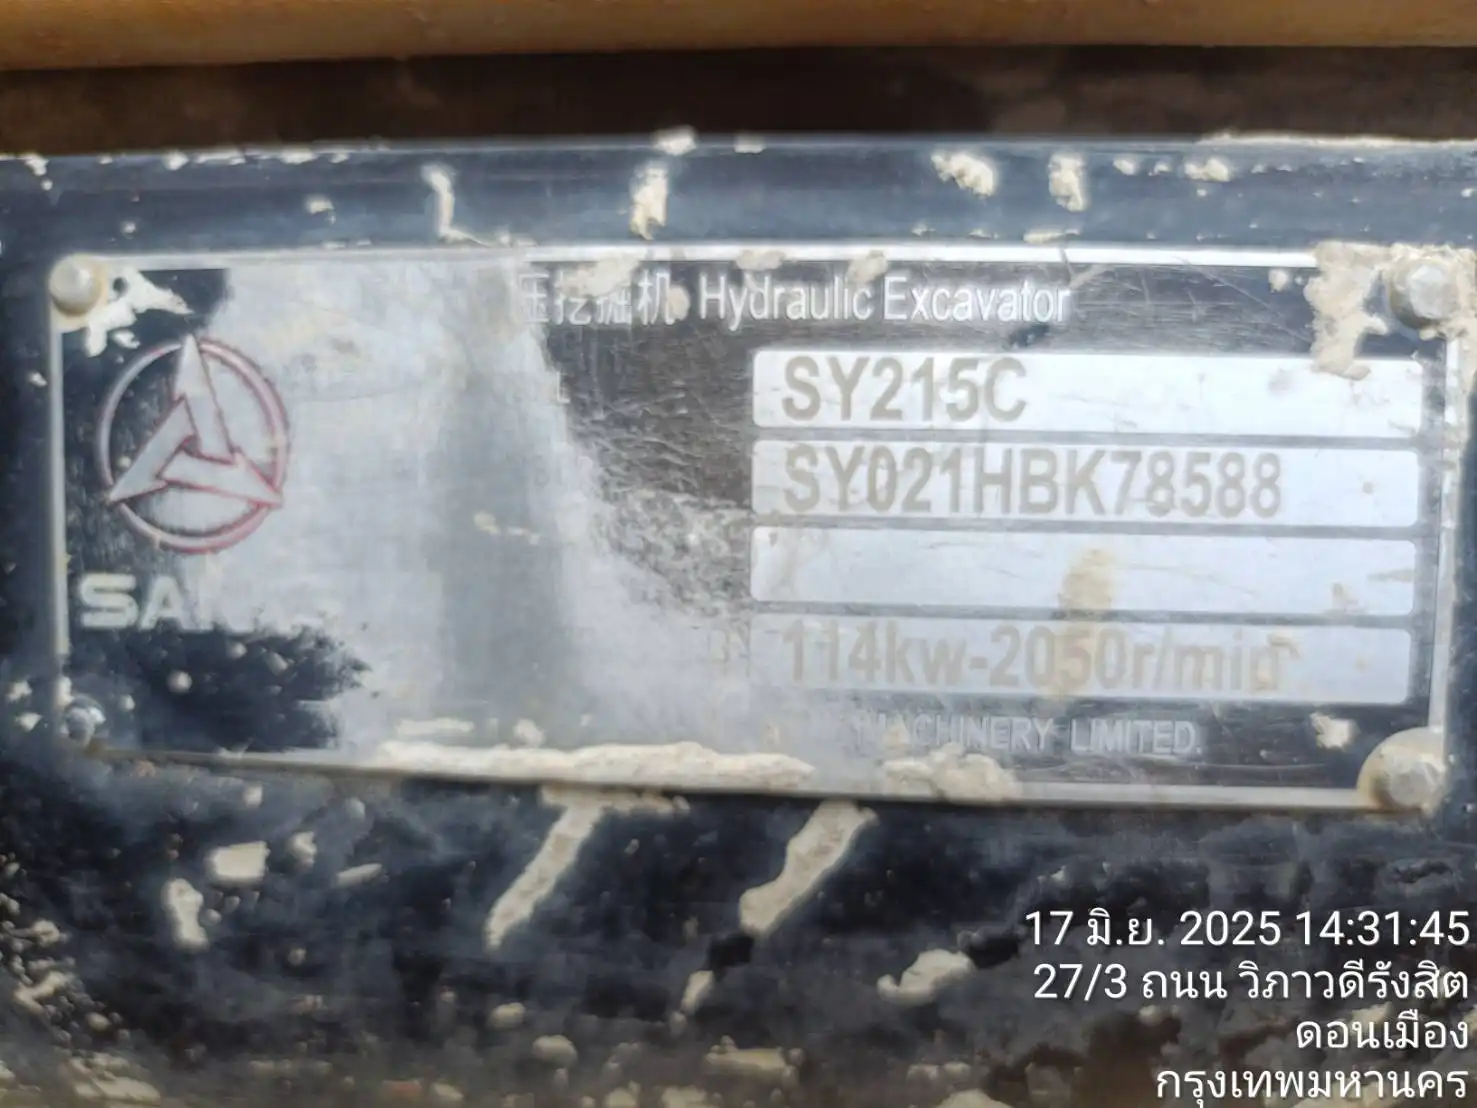 压挖掘机 Hydraulic Excavator
SY215C
SY021HBK78588
SA
114kw-2050r/min
MACHINERY LIMITED.
17 มิ.ย. 2025 14:31:45
27/3 ถนน วิภาวดีรังสิต
ดอนเมือง
กรุงเทพมหานคร